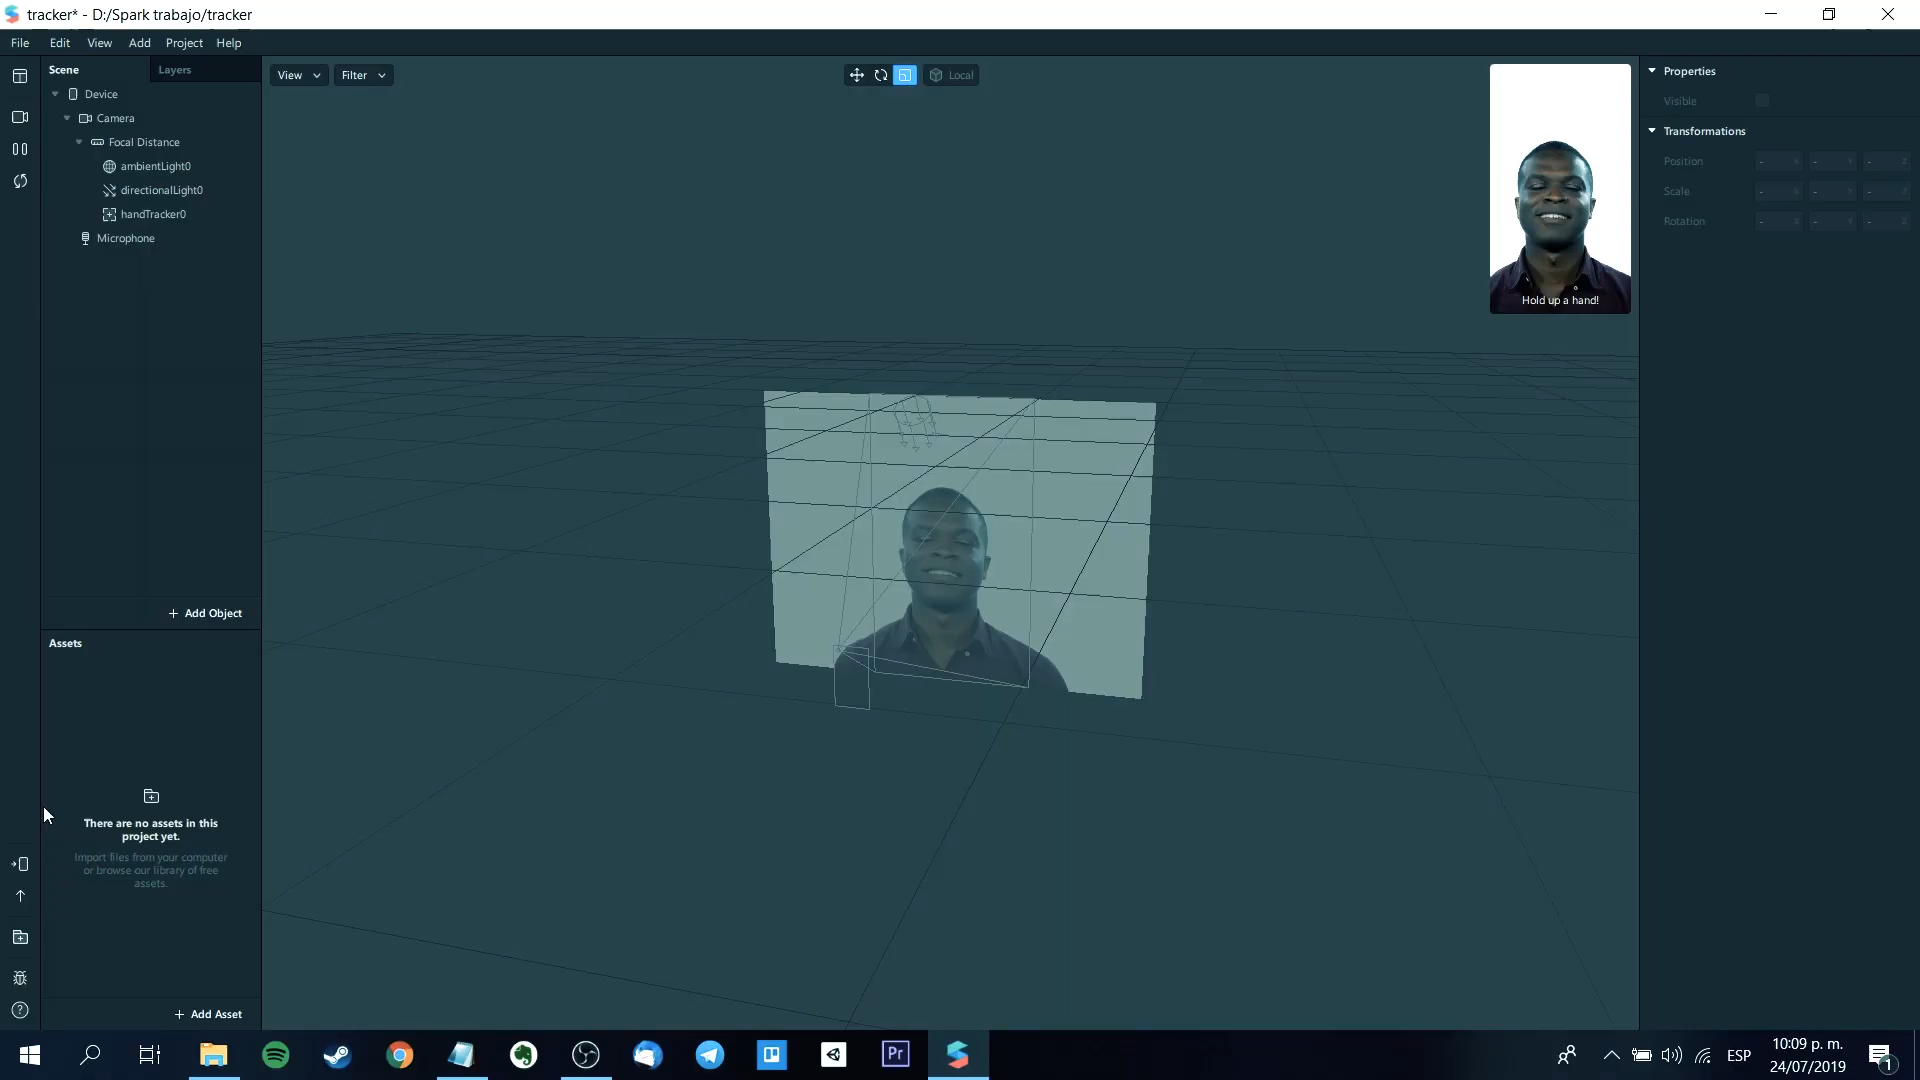 tracker* - D:/Spark trabajo/tracker
File Edit View Add Project Help
Scene Layers
Device
Camera
Focal Distance
ambientLight0
directionalLight0
handTracker0
Microphone
+ Add Object
Assets
There are no assets in this
project yet.
Import files from your computer
or browse our library of free
assets.
+ Add Asset
View Filter
Local
Hold up a hand!
Properties
Visible
Transformations
Position - X - Y - Z
Scale - X - Y - Z
Rotation - X - Y - Z
Pr
ESP
10:09 p. m.
24/07/2019
1